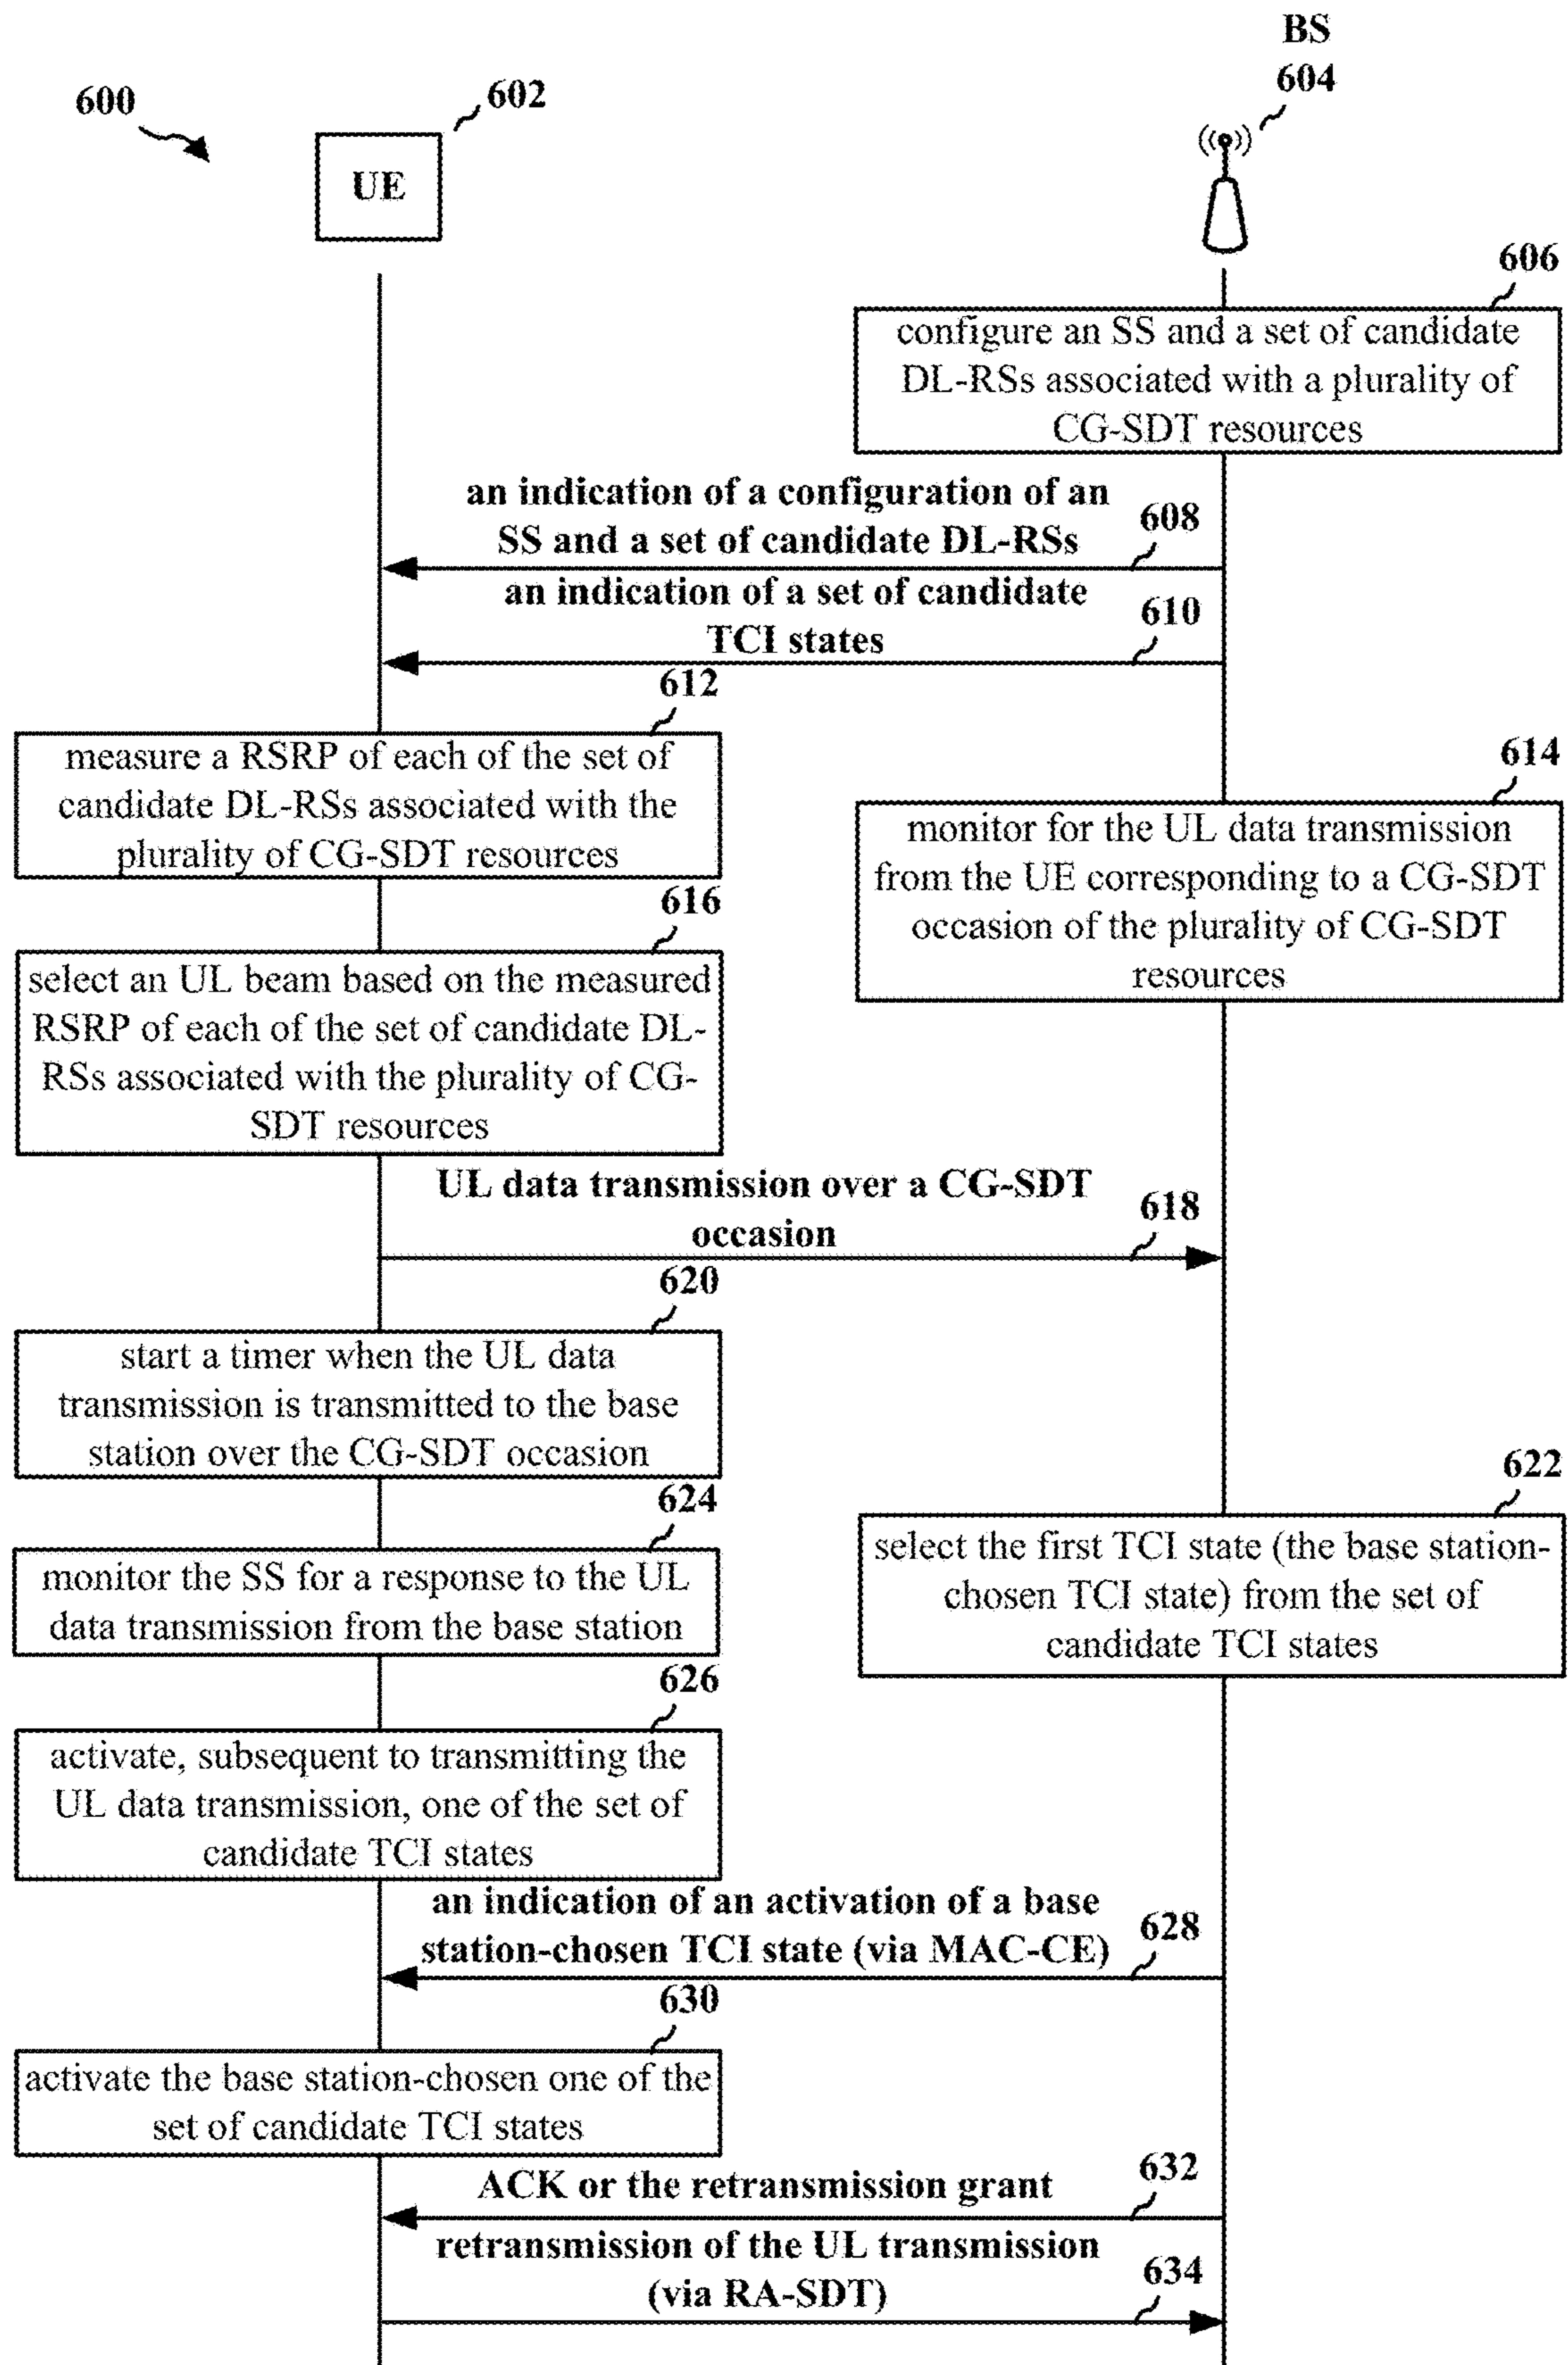 BS
600
602
604
UE
606
configure an SS and a set of candidate
DL-RSs associated with a plurality of
CG-SDT resources
an indication of a configuration of an
SS and a set of candidate DL-RSs
608
an indication of a set of candidate
TCI states
610
612
measure a RSRP of each of the set of
candidate DL-RSs associated with the
plurality of CG-SDT resources
614
monitor for the UL data transmission
from the UE corresponding to a CG-SDT
occasion of the plurality of CG-SDT
resources
616
select an UL beam based on the measured
RSRP of each of the set of candidate DL-
RSs associated with the plurality of CG-
SDT resources
UL data transmission over a CG-SDT
occasion
618
620
start a timer when the UL data
transmission is transmitted to the base
station over the CG-SDT occasion
622
select the first TCI state (the base station-
chosen TCI state) from the set of
candidate TCI states
624
monitor the SS for a response to the UL
data transmission from the base station
626
activate, subsequent to transmitting the
UL data transmission, one of the set of
candidate TCI states
an indication of an activation of a base
station-chosen TCI state (via MAC-CE)
628
630
activate the base station-chosen one of the
set of candidate TCI states
ACK or the retransmission grant
632
retransmission of the UL transmission
(via RA-SDT)
634